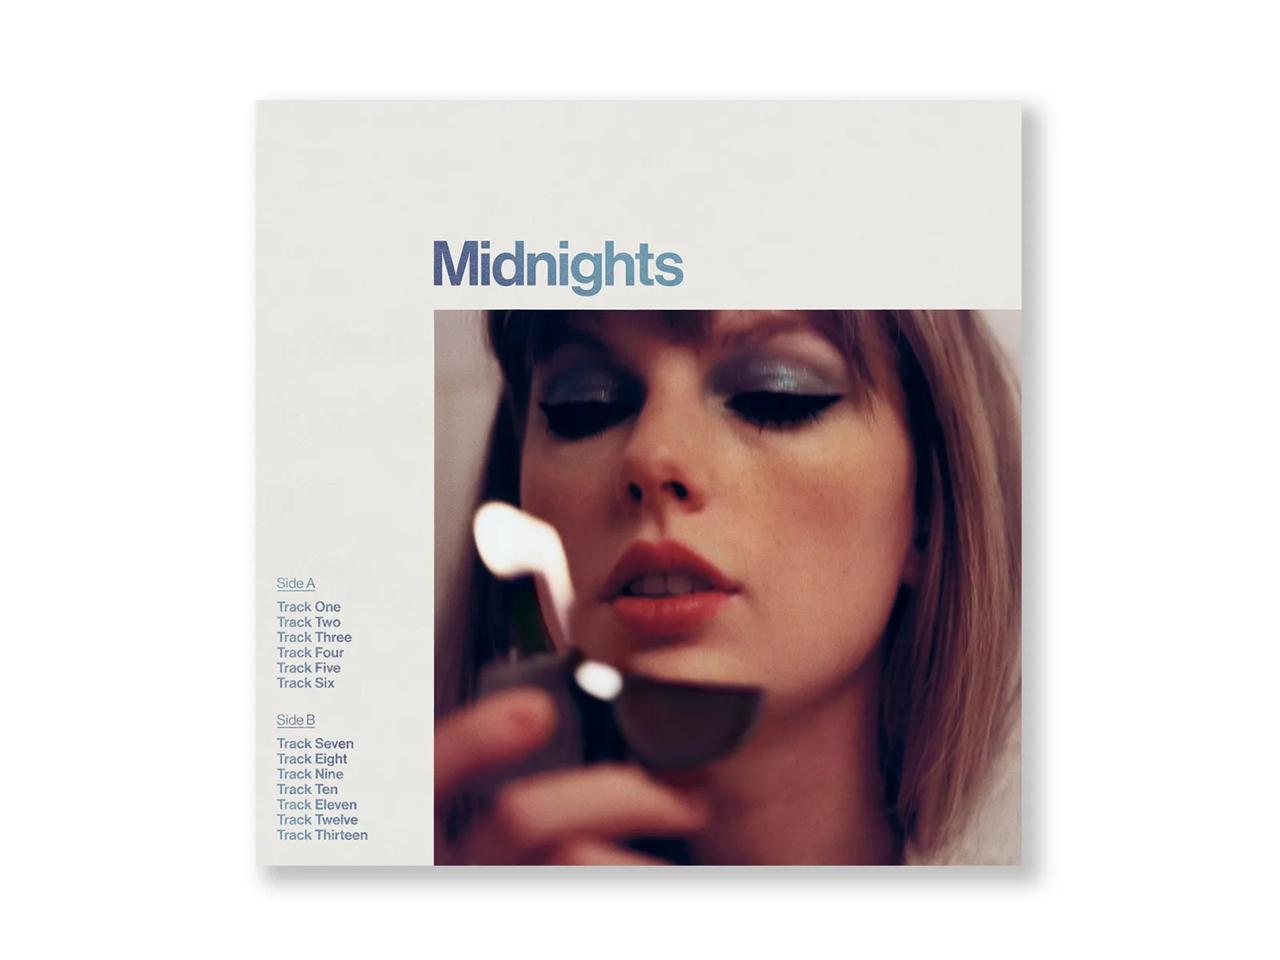 Midnights
Side A
Track One
Track Two
Track Three
Track Four
Track Five
Track Six
Side B
Track Seven
Track Eight
Track Nine
Track Ten
Track Eleven
Track Twelve
Track Thirteen